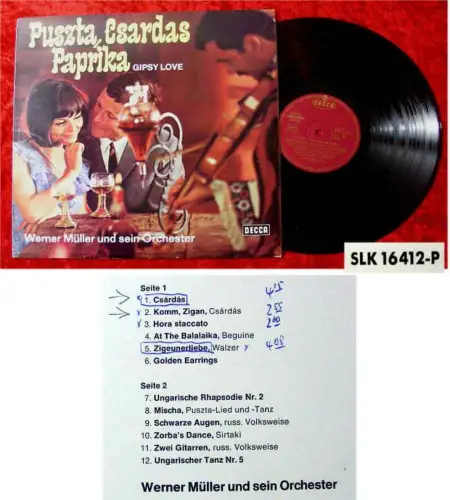 Puszta, Csardas
Paprika GIPSY LOVE
DECCA
Werner Müller und sein Orchester
DECCA
SLK 16412-P
Seite 1
1. Csárdás
2. Komm, Zigan, Csárdás
3. Hora staccato
4. At The Balalaika, Beguine
5. Zigeunerliebe, Walzer
6. Golden Earrings
Seite 2
7. Ungarische Rhapsodie Nr. 2
8. Mischa, Puszta-Lied und -Tanz
9. Schwarze Augen, russ. Volksweise
10. Zorba's Dance, Sirtaki
11. Zwei Gitarren, russ. Volksweise
12. Ungarischer Tanz Nr. 5
Werner Müller und sein Orchester